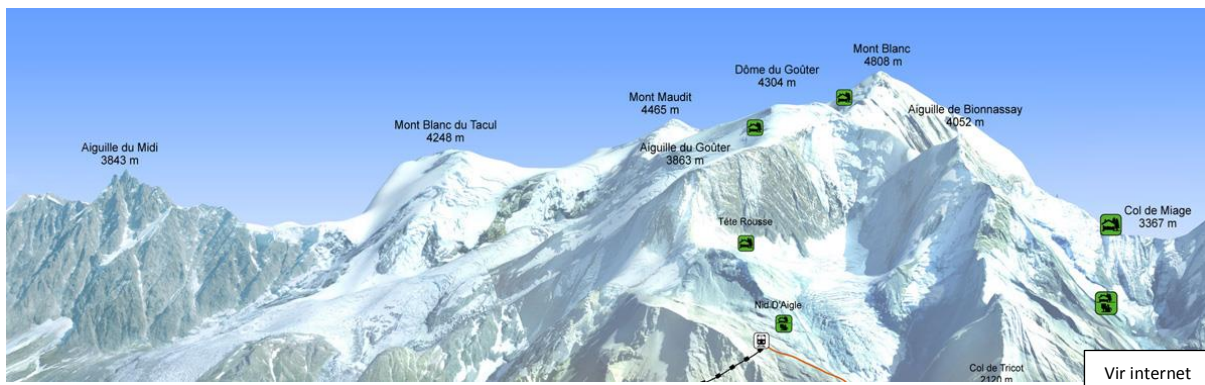 Mont Blanc
4808 m
Dôme du Goûter
4304 m
Mont Maudit
4465 m
Aiguille de Bionnassay
4052 m
Mont Blanc du Tacul
4248 m
Aiguille du Midi
3843 m
Aiguille du Goûter
3863 m
Col de Miage
3367 m
Tête Rousse
Nid D'Aigle
Col de Tricot
2120 m
Vir internet